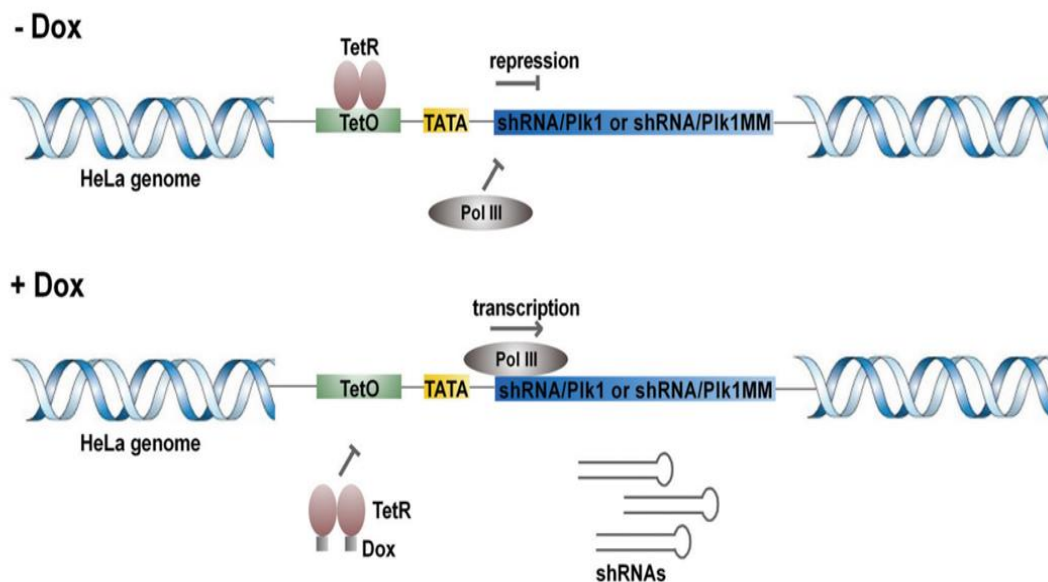 - Dox
TetR
repression
TetO
TATA
shRNA/Plk1 or shRNA/Plk1MM
HeLa genome
Pol III
+ Dox
transcription
Pol III
TetO
TATA
shRNA/Plk1 or shRNA/Plk1MM
HeLa genome
TetR
Dox
shRNAs